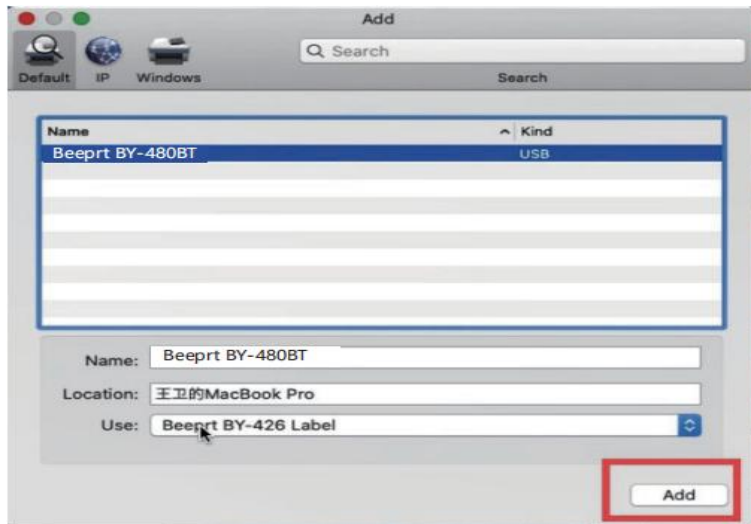 Add
Search
Default IP Windows
Search
Name Kind
Beeprt BY-480BT USB
Name: Beeprt BY-480BT
Location: 王卫的MacBook Pro
Use: Beeprt BY-426 Label
Add